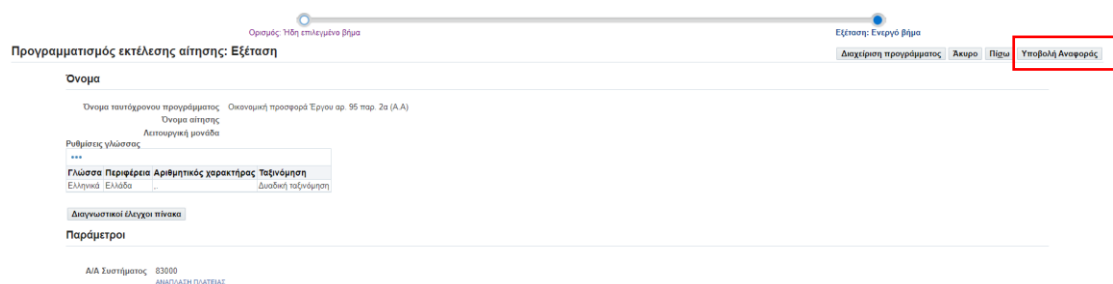 Ορισμός: Ήδη επιλεγμένο βήμα Εξέταση: Ενεργό βήμα
Προγραμματισμός εκτέλεσης αίτησης: Εξέταση Διαχείριση προγράμματος Άκυρο Πίσω Υποβολή Αναφοράς
Όνομα
Όνομα ταυτόχρονου προγράμματος Οικονομική προσφορά Έργου αρ. 95 παρ. 2α (Α.Α)
Όνομα αίτησης
Λειτουργική μονάδα
Ρυθμίσεις γλώσσας
...
Γλώσσα Περιφέρεια Αριθμητικός χαρακτήρας Ταξινόμηση
Ελληνικά Ελλάδα ,. Δυαδική ταξινόμηση
Διαγνωστικοί έλεγχοι πίνακα
Παράμετροι
Α/Α Συστήματος 83000
ΑΝΑΠΛΑΣΗ ΠΛΑΤΕΙΑΣ